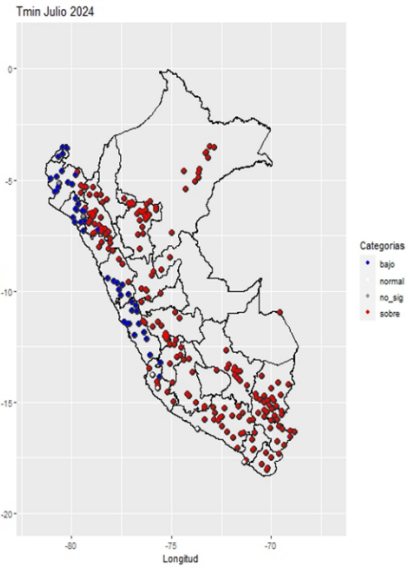 Tmin Julio 2024
0
-5
-10
-15
-20
-80
-75
-70
Longitud
Categorias
bajo
normal
no_sig
sobre